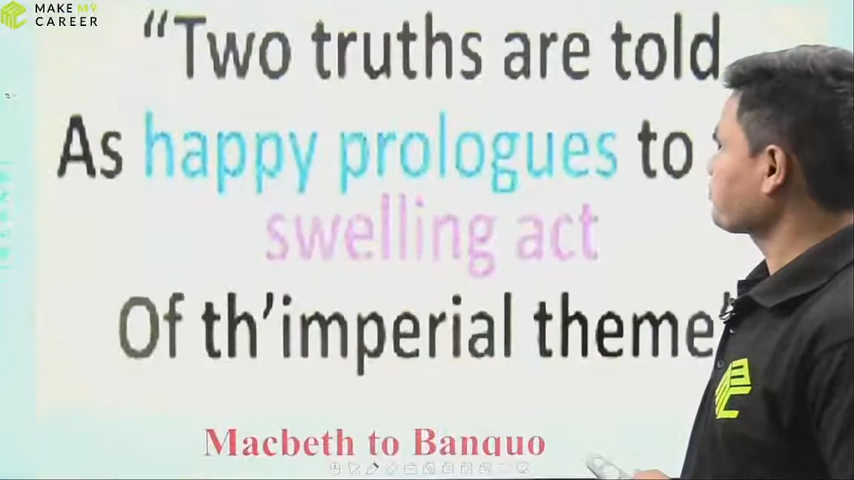 MAKE MY
CAREER
“Two truths are told
As happy prologues to
swelling act
Of th’imperial theme’
Macbeth to Banquo